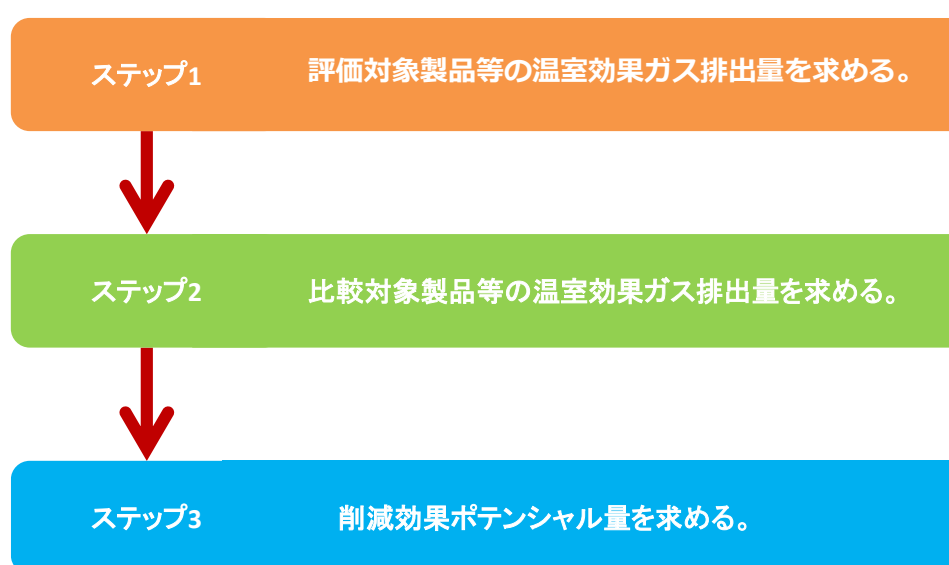 ステップ1
評価対象製品等の温室効果ガス排出量を求める。
ステップ2
比較対象製品等の温室効果ガス排出量を求める。
ステップ3
削減効果ポテンシャル量を求める。